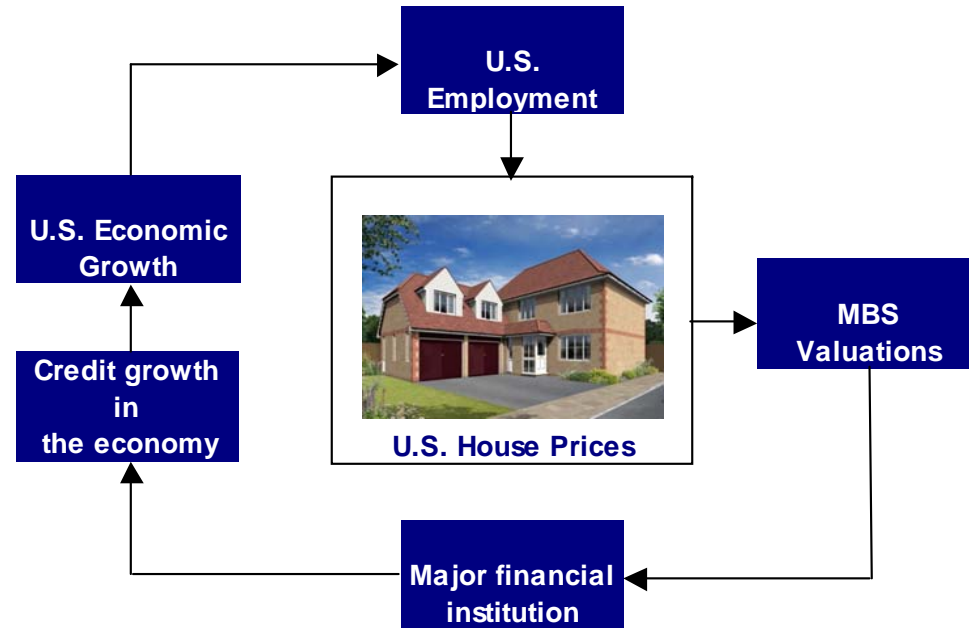 U.S.
Employment
U.S. Economic
Growth
MBS
Valuations
Credit growth
in
the economy
U.S. House Prices
Major financial
institution